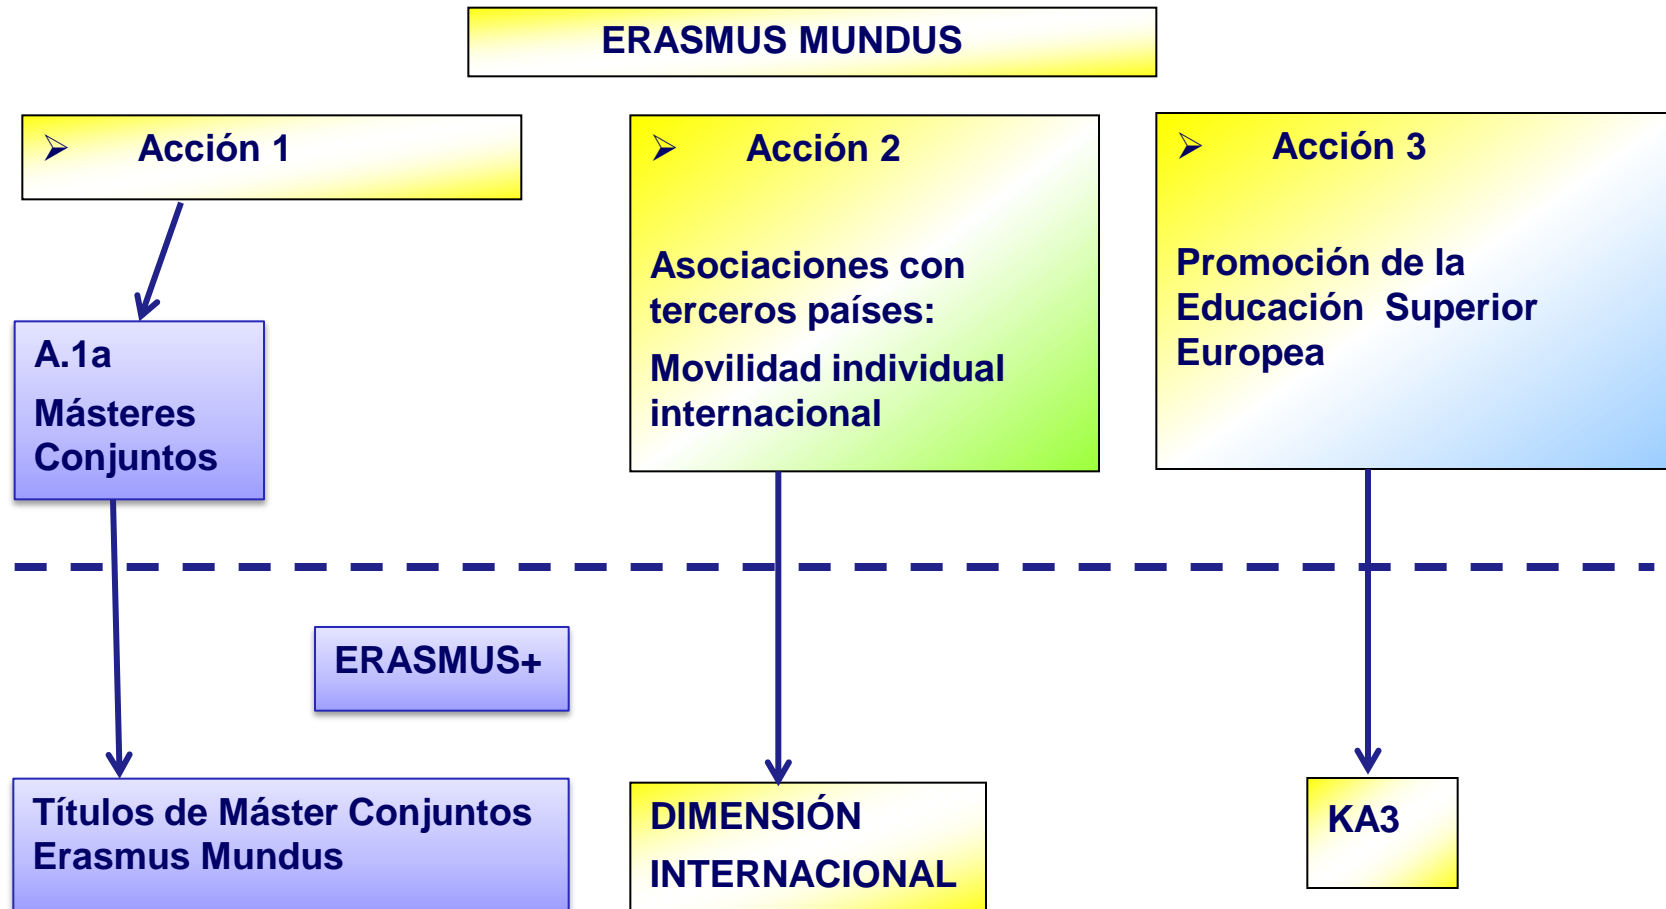 ERASMUS MUNDUS
➢ Acción 1
A.1a
Másteres
Conjuntos
➢ Acción 2
Asociaciones con
terceros países:
Movilidad individual
internacional
➢ Acción 3
Promoción de la
Educación Superior
Europea
ERASMUS+
Títulos de Máster Conjuntos
Erasmus Mundus
DIMENSIÓN
INTERNACIONAL
KA3